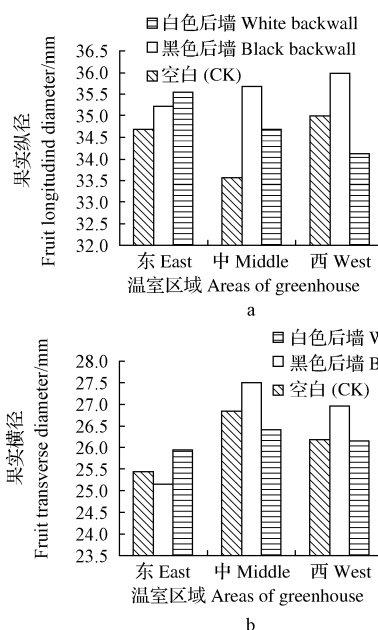 白色后墙 White backwall
黑色后墙 Black backwall
空白 (CK)
果实纵径
Fruit longitudind diameter/mm
36.5
36.0
35.5
34.5
34.0
33.5
33.0
32.5
32.0
东 East
中 Middle
西 West
温室区域 Areas of greenhouse
a
白色后墙 W
黑色后墙 B
空白 (CK)
果实横径
Fruit transverse diameter/mm
28.0
27.0
26.5
26.0
25.5
25.0
24.5
24.0
23.5
东 East
中 Middle
西 West
温室区域 Areas of greenhouse
b